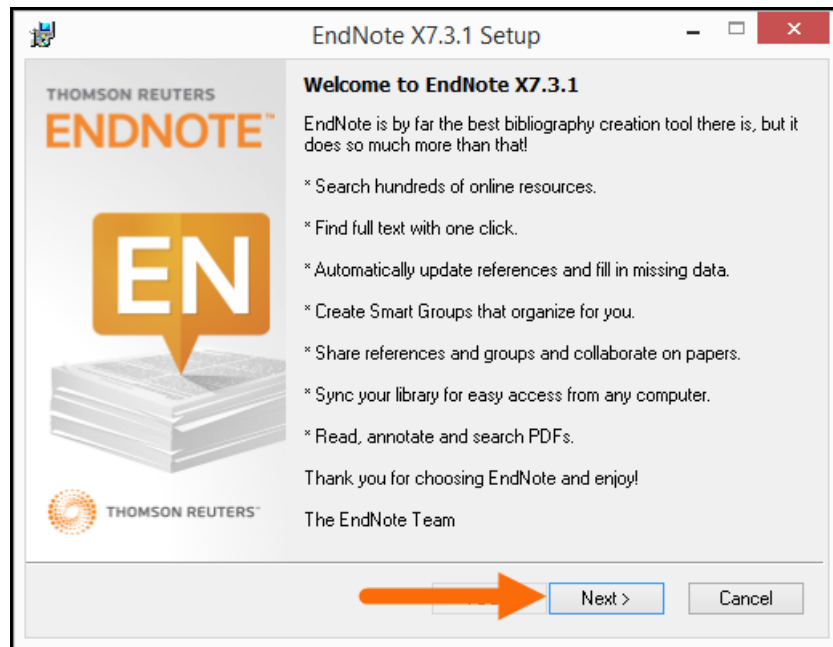 EndNote X7.3.1 Setup
THOMSON REUTERS
ENDNOTE™
EN
THOMSON REUTERS™
Welcome to EndNote X7.3.1
EndNote is by far the best bibliography creation tool there is, but it
does so much more than that!
* Search hundreds of online resources.
* Find full text with one click.
* Automatically update references and fill in missing data.
* Create Smart Groups that organize for you.
* Share references and groups and collaborate on papers.
* Sync your library for easy access from any computer.
* Read, annotate and search PDFs.
Thank you for choosing EndNote and enjoy!
The EndNote Team
Next >
Cancel